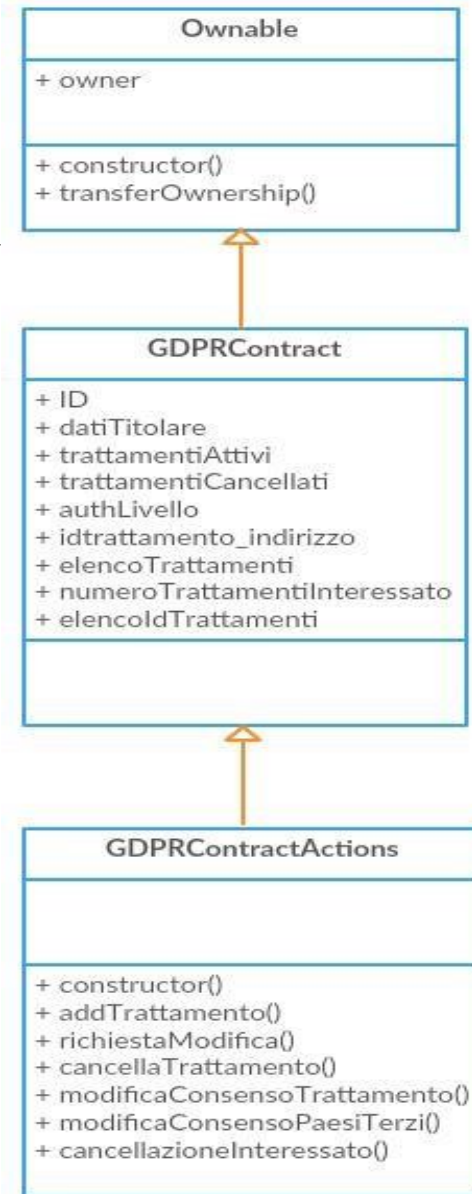 Ownable
+ owner
+ constructor()
+ transferOwnership()
GDPRContract
+ ID
+ datiTitolare
+ trattamentiAttivi
+ trattamentiCancellati
+ authLivello
+ idtrattamento_indirizzo
+ elencoTrattamenti
+ numeroTrattamentiInteressato
+ elencoIdTrattamenti
GDPRContractActions
+ constructor()
+ addTrattamento()
+ richiestaModifica()
+ cancellaTrattamento()
+ modificaConsensoTrattamento()
+ modificaConsensoPaesiTerzi()
+ cancellazioneInteressato()